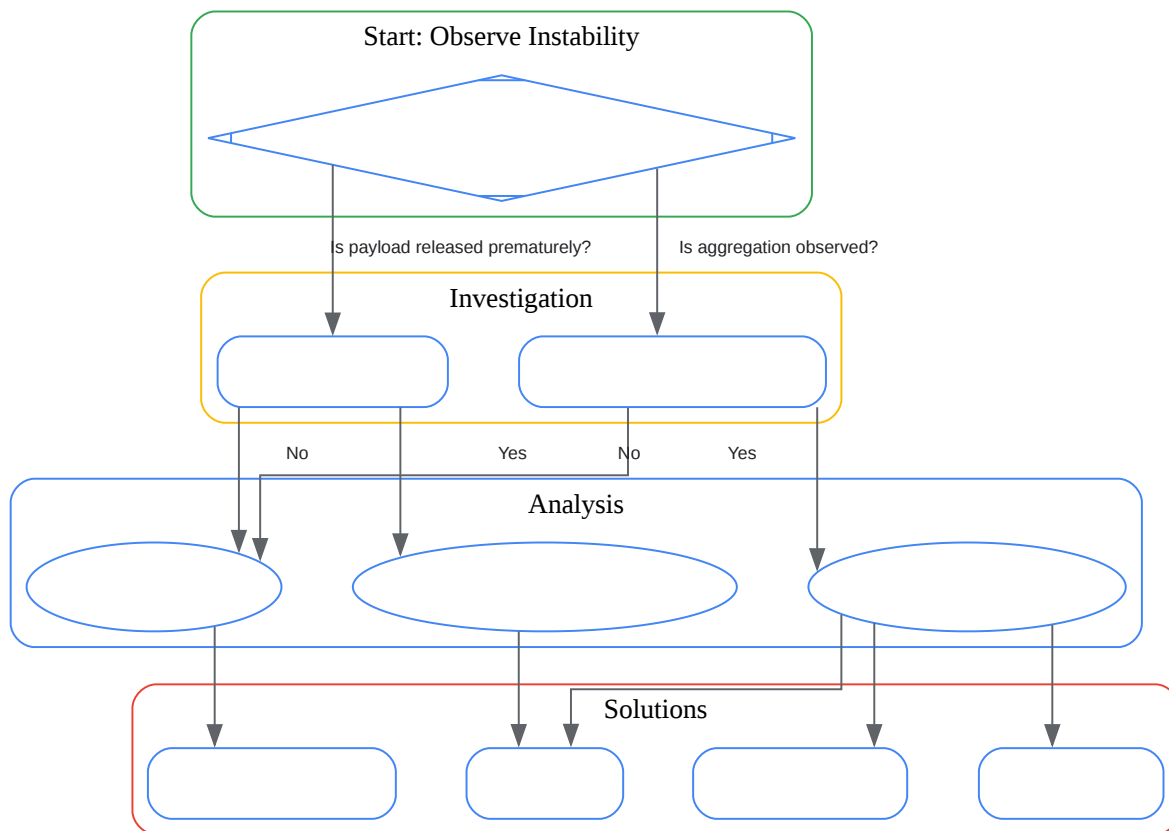 Start: Observe Instability
Is payload released prematurely?
Is aggregation observed?
Investigation
No
Yes
No
Yes
Analysis
Solutions